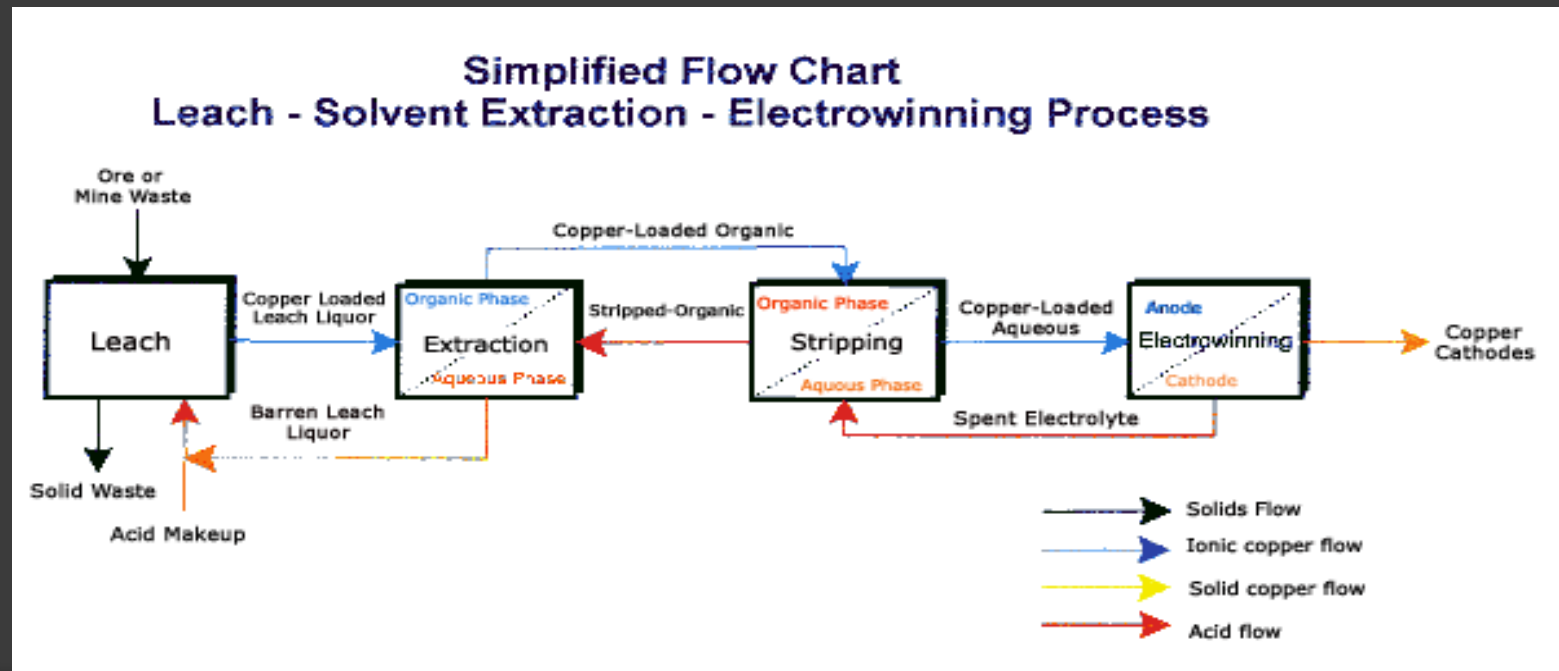 Simplified Flow Chart
Leach - Solvent Extraction - Electrowinning Process
Ore or
Mine Waste
Copper-Loaded Organic
Leach
Copper Loaded
Leach Liquor
Organic Phase
Extraction
Aqueous Phase
Stripped-Organic
Organic Phase
Stripping
Aquous Phase
Copper-Loaded
Aqueous
Anode
Electrowinning
Cathode
Copper
Cathodes
Barren Leach
Liquor
Spent Electrolyte
Solid Waste
Acid Makeup
Solids Flow
Ionic copper flow
Solid copper flow
Acid flow